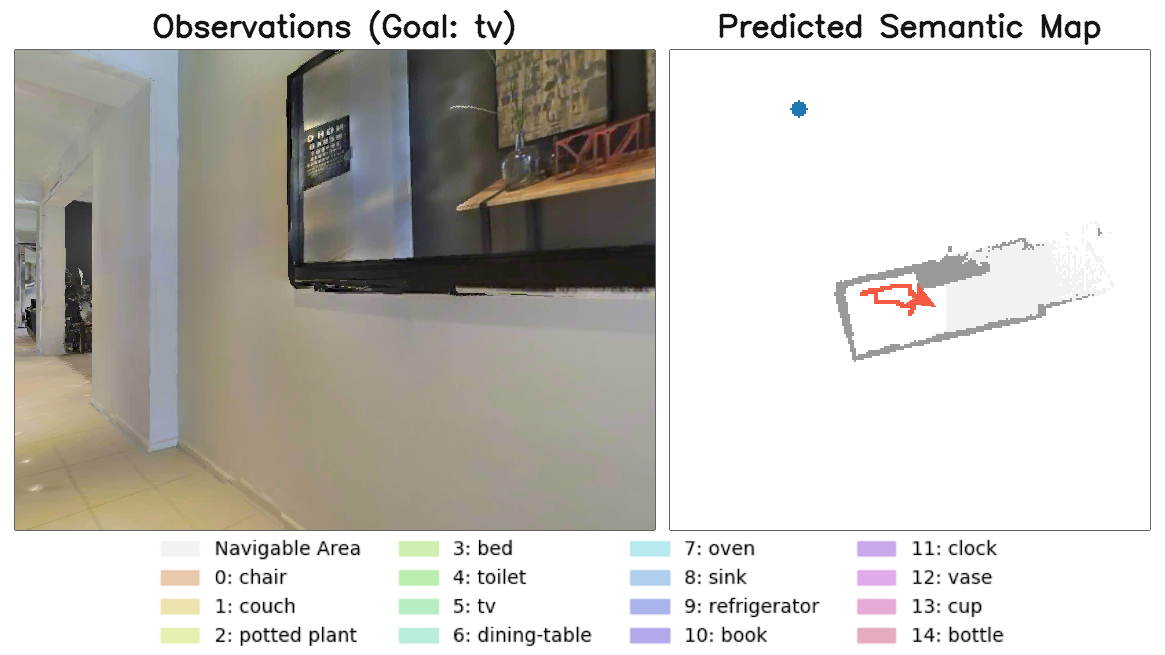 Observations (Goal: tv)
Predicted Semantic Map
Navigable Area
0: chair
1: couch
2: potted plant
3: bed
4: toilet
5: tv
6: dining-table
7: oven
8: sink
9: refrigerator
10: book
11: clock
12: vase
13: cup
14: bottle